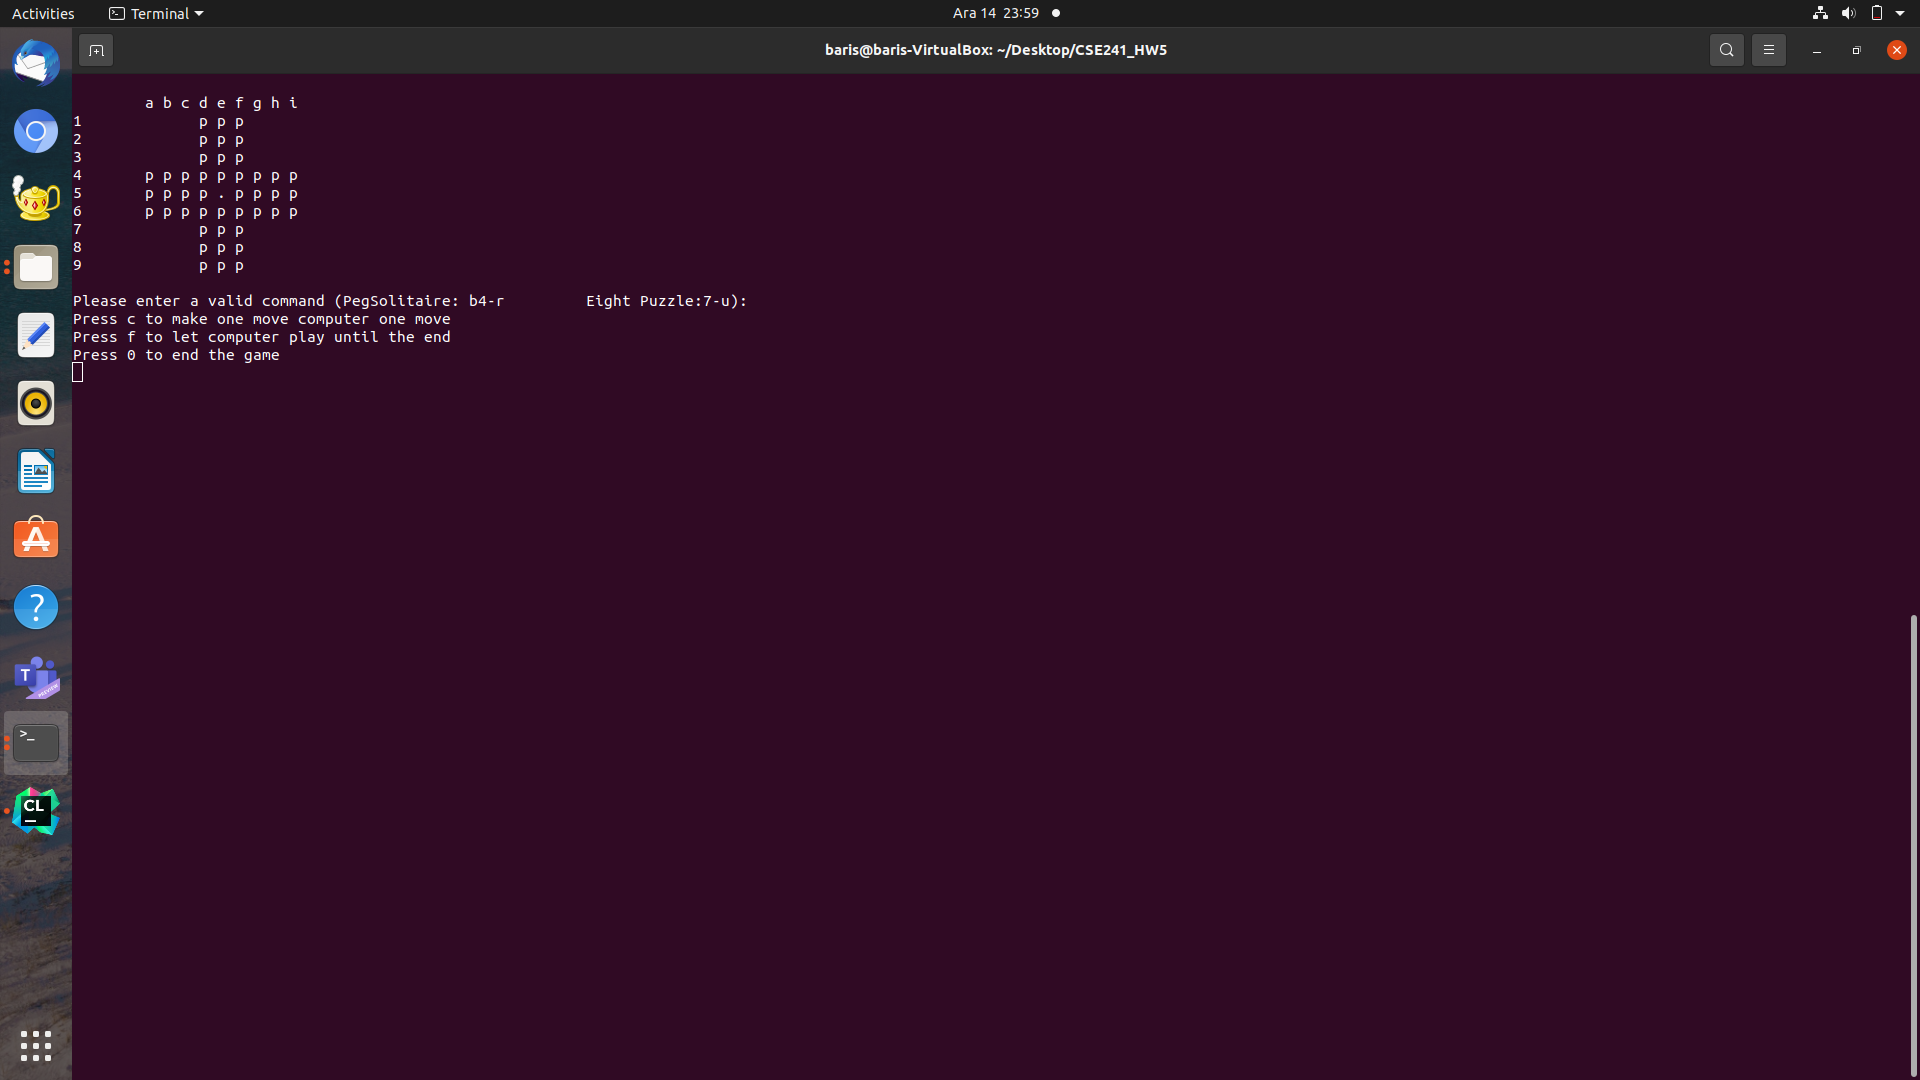 Activities Terminal Ara 14 23:59
baris@baris-VirtualBox: ~/Desktop/CSE241_HW5
a b c d e f g h i
1 p p p
2 p p p
3 p p p
4 p p p p p p p p p
5 p p p p . p p p p
6 p p p p p p p p p
7 p p p
8 p p p
9 p p p
Please enter a valid command (PegSolitaire: b4-r Eight Puzzle:7-u):
Press c to make one move computer one move
Press f to let computer play until the end
Press 0 to end the game
?
T
PREVIEW
>_
CL